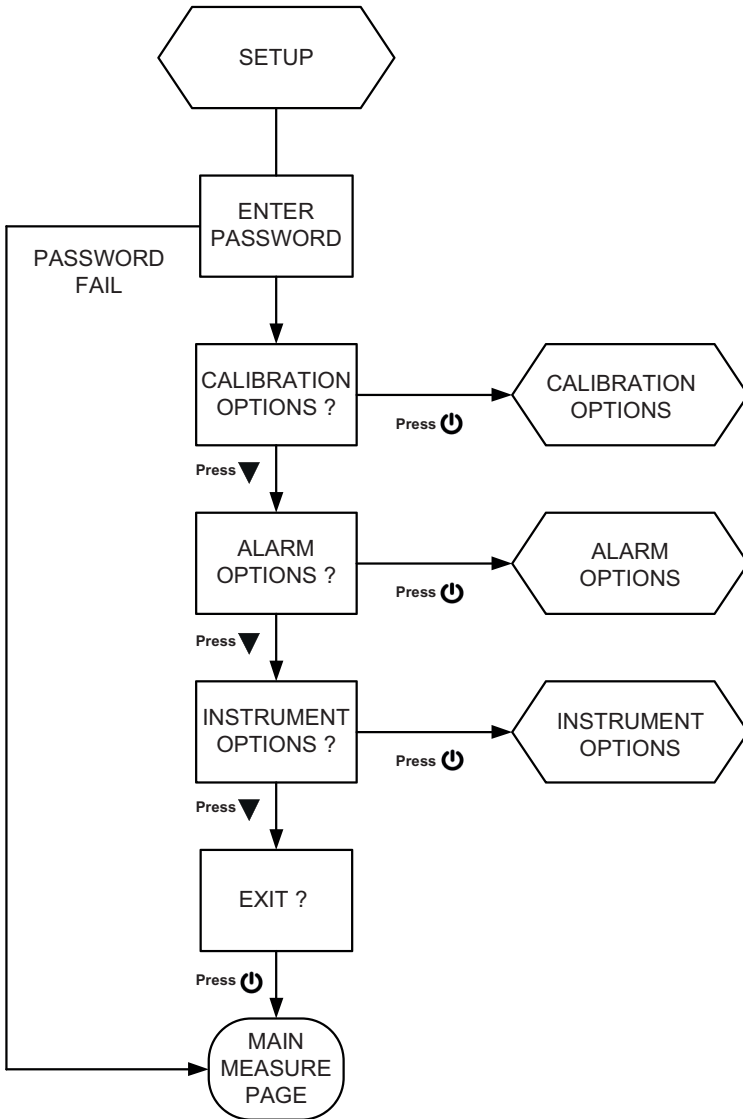 SETUP
ENTER
PASSWORD
PASSWORD
FAIL
CALIBRATION
OPTIONS ?
Press
CALIBRATION
OPTIONS
Press
ALARM
OPTIONS ?
Press
ALARM
OPTIONS
Press
INSTRUMENT
OPTIONS ?
Press
INSTRUMENT
OPTIONS
Press
EXIT ?
Press
MAIN
MEASURE
PAGE